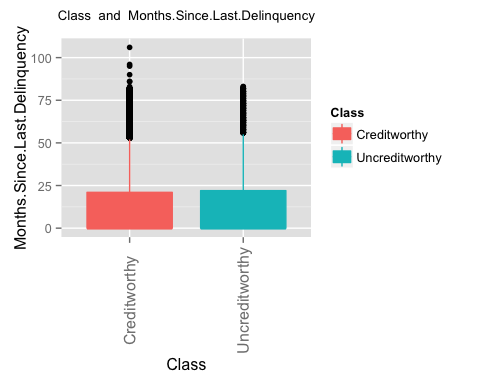 Class and Months.Since.Last.Delinquency
Months.Since.Last.Delinquency
100
75
50
25
0
Creditworthy
Uncreditworthy
Class
Class
Creditworthy
Uncreditworthy